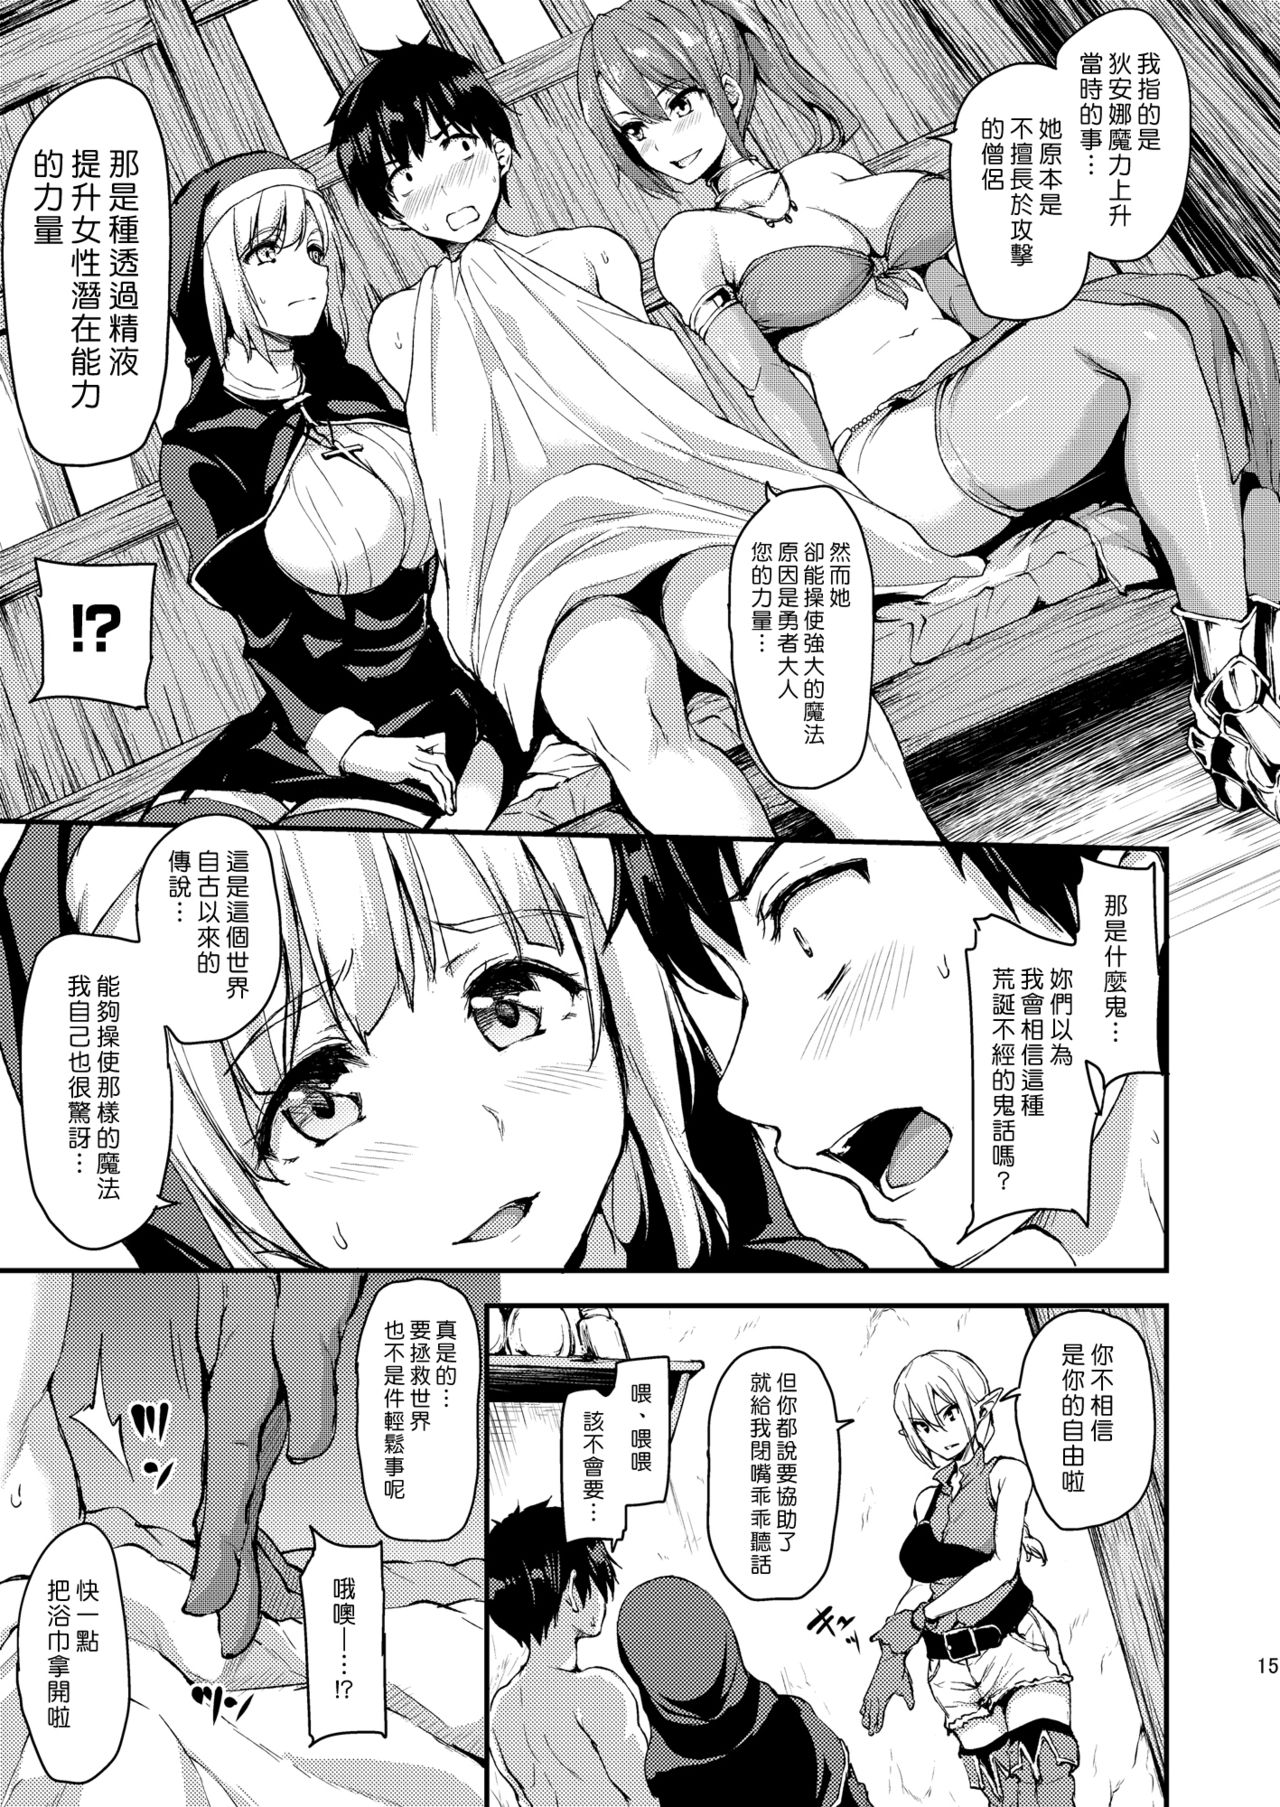 我指的是
狄安娜魔力上升
當時的事…
她原本是
不擅長於攻擊
的僧侶
然而她
卻能操使強大的魔法
原因是勇者大人
您的力量…
那是種透過精液
提升女性潛在能力
的力量
!?
那是什麼鬼…
妳們以為
我會相信這種
荒誕不經的鬼話嗎?
這是這個世界
自古以來的
傳說…
能夠操使那樣的魔法
我自己也很驚訝…
你不相信
是你的自由啦
但你都說要協助了
就給我閉嘴乖乖聽話
ギュッ
喂、喂喂
該不會要…
真是的…
要拯救世界
也不是件輕鬆事呢
哦噢——…!?
ツン
ツン
快一點
把浴巾拿開啦
15